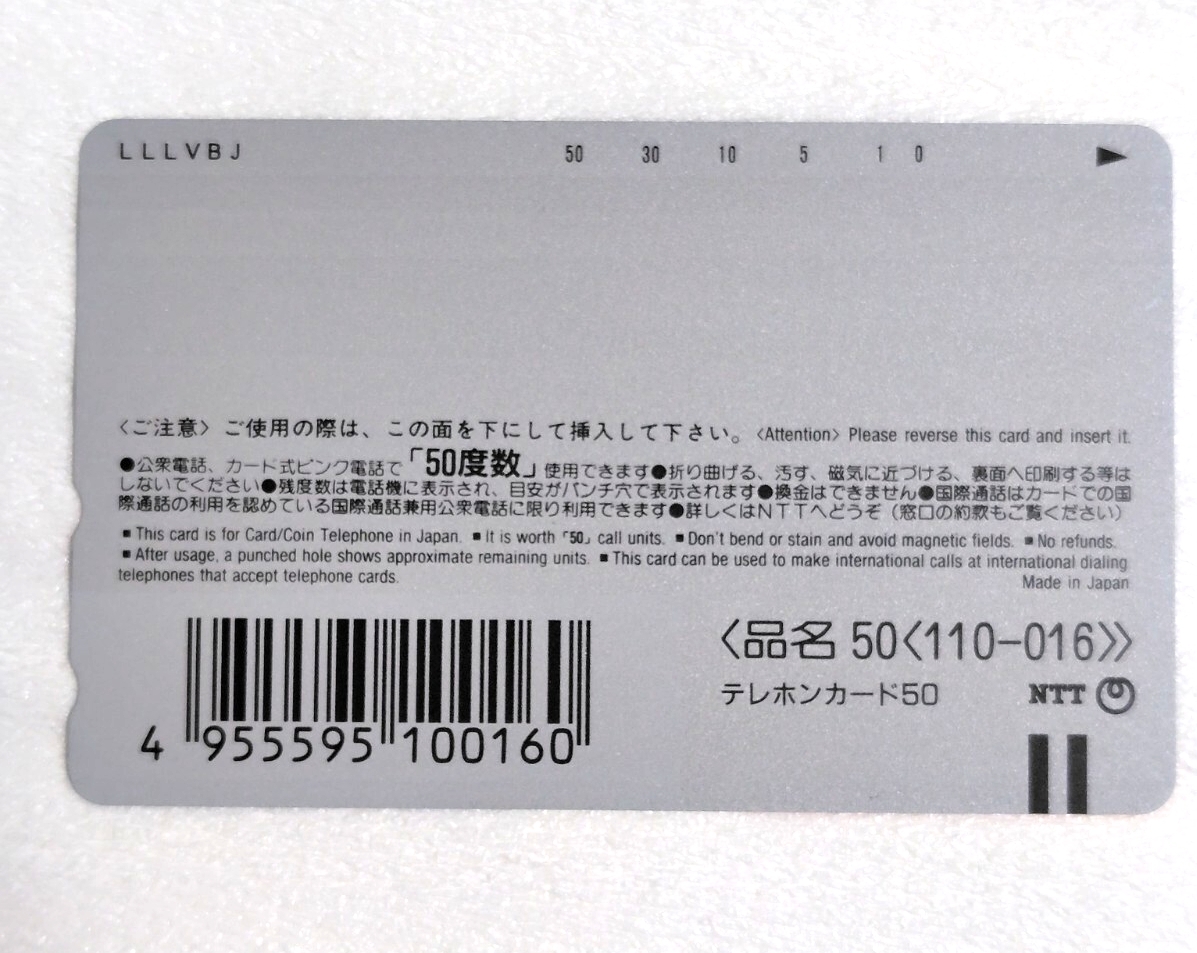 LLLVBJ 50 30 10 5 1 0 ▶
〈ご注意〉ご使用の際は、この面を下にして挿入して下さい。〈Attention〉Please reverse this card and insert it.
●公衆電話、カード式ピンク電話で「50度数」使用できます●折り曲げる、汚す、磁気に近づける、裏面へ印刷する等は
しないでください●残度数は電話機に表示され、目安がパンチ穴で表示されます●換金はできません●国際通話はカードでの国
際通話の利用を認めている国際通話兼用公衆電話に限り利用できます●詳しくはNTTへどうぞ（窓口の約款もご覧ください）
■This card is for Card/Coin Telephone in Japan. ■It is worth「50」call units. ■Don't bend or stain and avoid magnetic fields. ■No refunds.
■After usage, a punched hole shows approximate remaining units. ■This card can be used to make international calls at international dialing
telephones that accept telephone cards.
Made in Japan
〈品名 50〈110-016〉〉
テレホンカード50 NTT
4 955595 100160